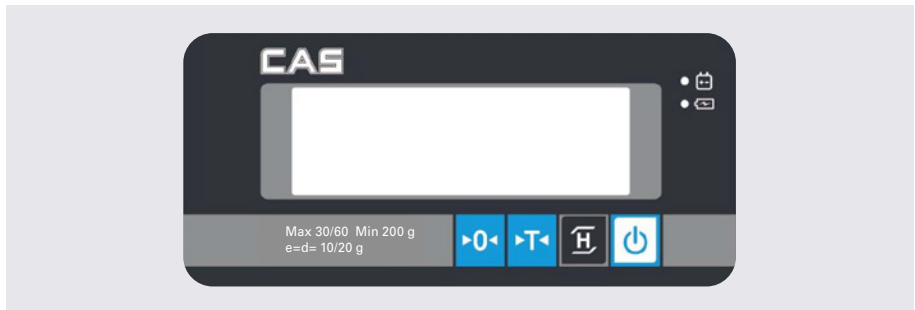 CAS
Max 30/60 Min 200 g
e=d= 10/20 g
▸0◂ ▸T◂ H